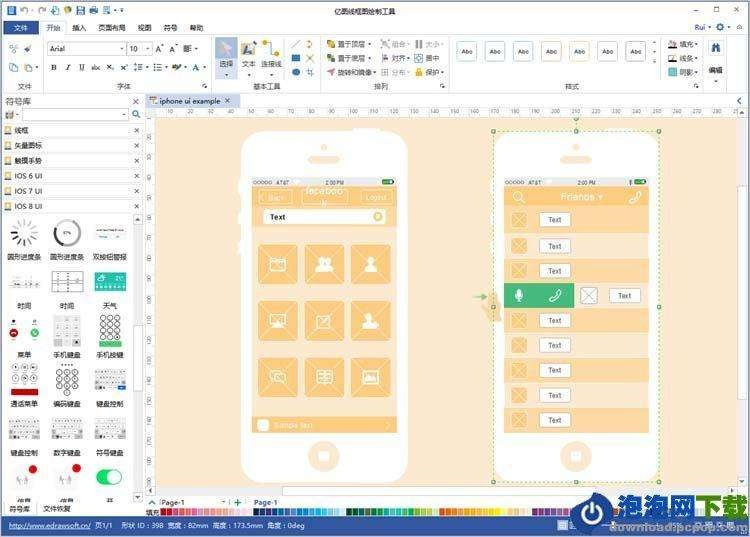 亿图线框图绘制工具
文件 开始 插入 页面布局 视图 符号 帮助
Rui
Arial 10
选择 文本 连接线
置于顶层 组合 大小
置于底层 对齐 居中
旋转和镜像 分布 保护
Abc Abc Abc Abc Abc Abc Abc
填充
线条
阴影
编辑
文件 字体 基本工具 排列 样式
符号库
iphone ui example
线框
矢量图标
触摸手势
IOS 6 UI
IOS 7 UI
IOS 8 UI
圆形进度条 圆形进度条 双按钮警报
时间 时间 天气
菜单 手机键盘 手机按键
通话菜单 编码键盘 键盘控制
键盘控制 数字键盘 符号键盘
信息 信息 开
符号库 文件恢复
AT&T 2:00 PM
Back facebook Logout
Text
Sample text
AT&T 2:00 PM
Friends
Text
Text
Text
Text
Text
Text
Text
Text
Text
Page-1 Page-1
填充
http://www.edrawsoft.cn/ 页1/1 形状 ID：398 宽度：82mm 高度：173.5mm 角度：0deg
泡泡网下载
download.pcpop.com